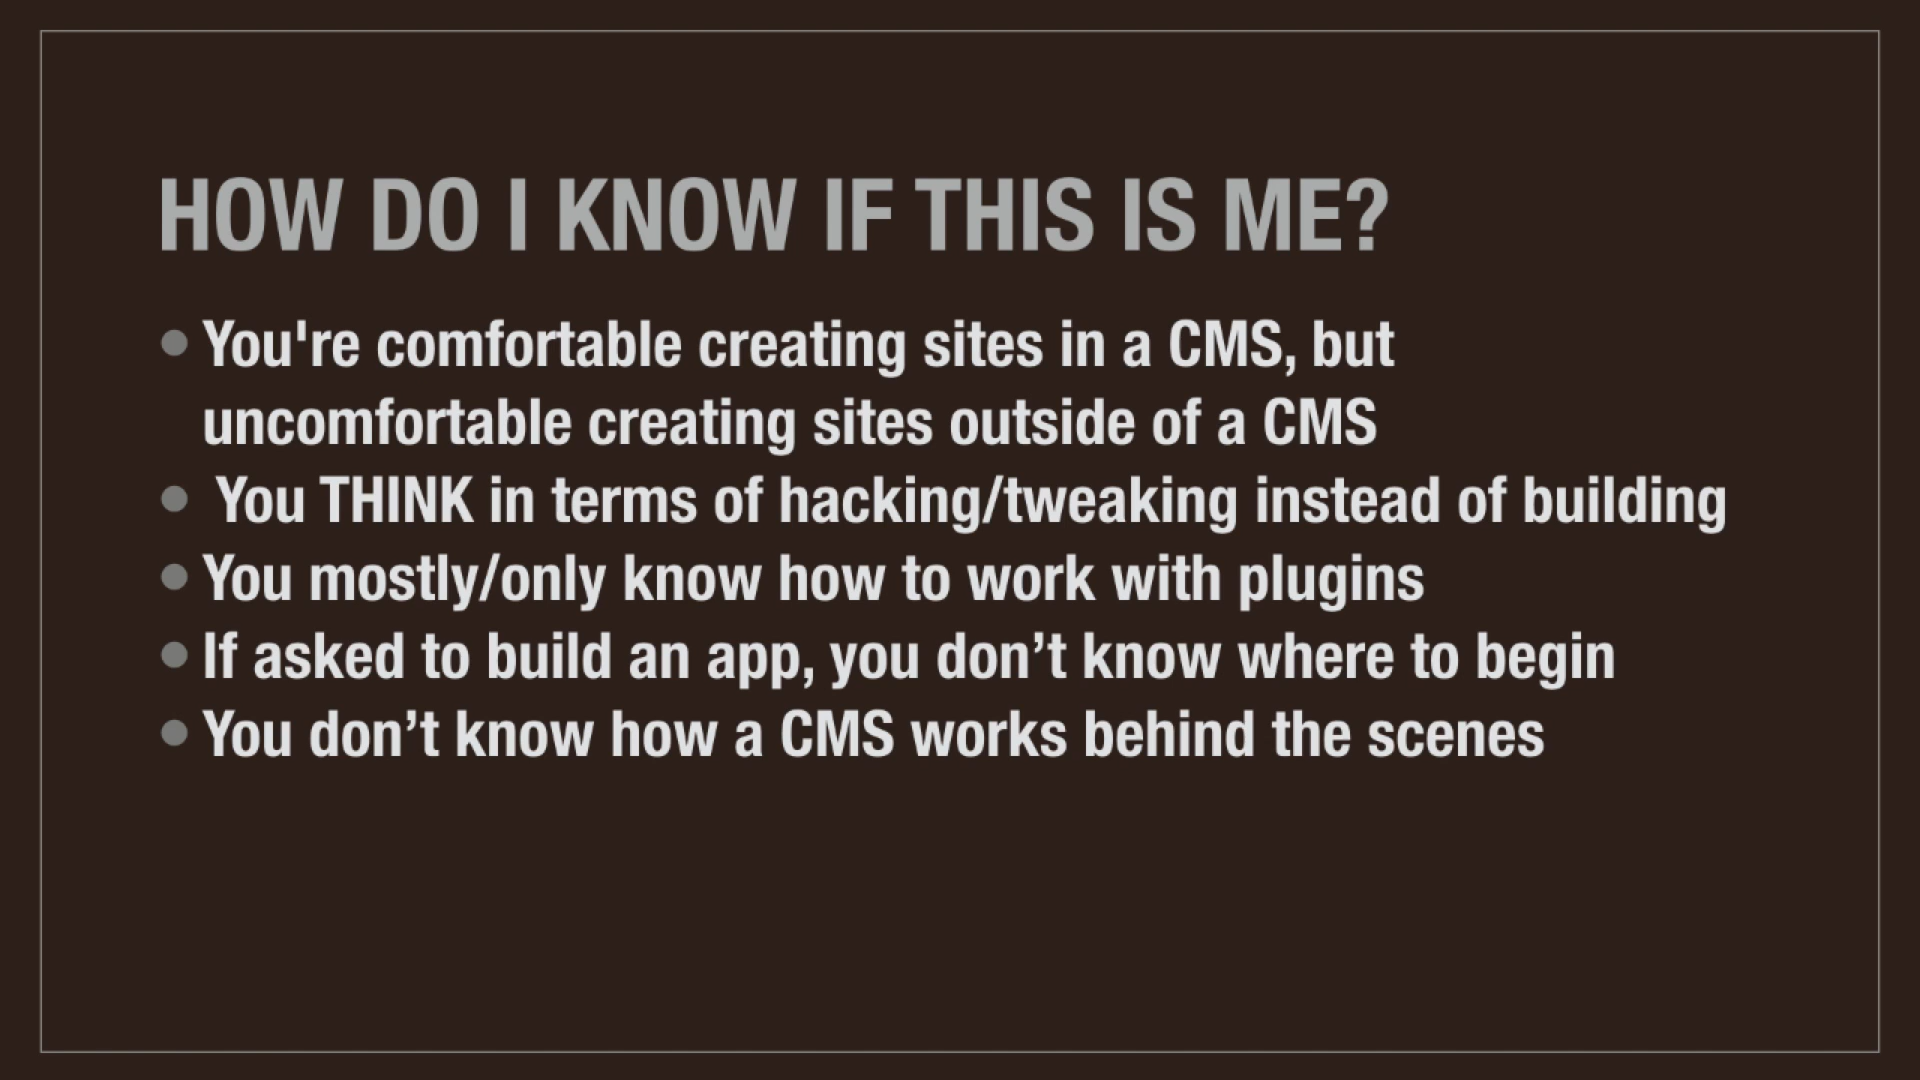 HOW DO I KNOW IF THIS IS ME?
You're comfortable creating sites in a CMS, but
uncomfortable creating sites outside of a CMS
You THINK in terms of hacking/tweaking instead of building
You mostly/only know how to work with plugins
If asked to build an app, you don’t know where to begin
You don’t know how a CMS works behind the scenes